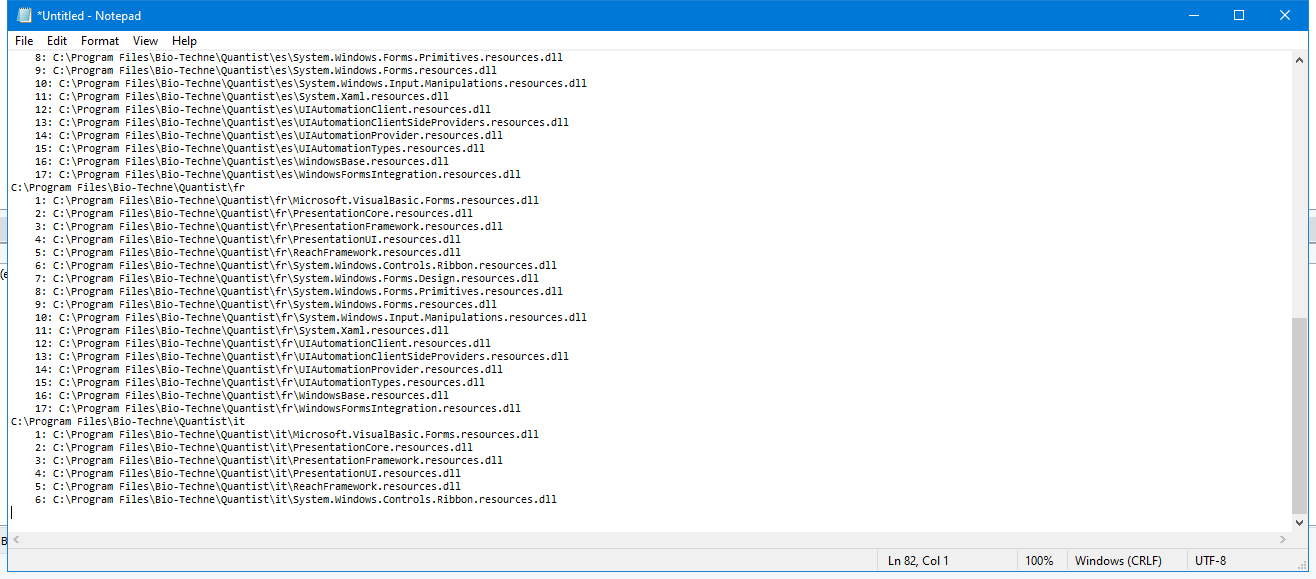 *Untitled - Notepad
File Edit Format View Help
8: C:\Program Files\Bio-Techne\Quantist\es\System.Windows.Forms.Primitives.resources.dll
9: C:\Program Files\Bio-Techne\Quantist\es\System.Windows.Forms.resources.dll
10: C:\Program Files\Bio-Techne\Quantist\es\System.Windows.Input.Manipulations.resources.dll
11: C:\Program Files\Bio-Techne\Quantist\es\System.Xaml.resources.dll
12: C:\Program Files\Bio-Techne\Quantist\es\UIAutomationClient.resources.dll
13: C:\Program Files\Bio-Techne\Quantist\es\UIAutomationClientSideProviders.resources.dll
14: C:\Program Files\Bio-Techne\Quantist\es\UIAutomationProvider.resources.dll
15: C:\Program Files\Bio-Techne\Quantist\es\UIAutomationTypes.resources.dll
16: C:\Program Files\Bio-Techne\Quantist\es\WindowsBase.resources.dll
17: C:\Program Files\Bio-Techne\Quantist\es\WindowsFormsIntegration.resources.dll
C:\Program Files\Bio-Techne\Quantist\fr
1: C:\Program Files\Bio-Techne\Quantist\fr\Microsoft.VisualBasic.Forms.resources.dll
2: C:\Program Files\Bio-Techne\Quantist\fr\PresentationCore.resources.dll
3: C:\Program Files\Bio-Techne\Quantist\fr\PresentationFramework.resources.dll
4: C:\Program Files\Bio-Techne\Quantist\fr\PresentationUI.resources.dll
5: C:\Program Files\Bio-Techne\Quantist\fr\ReachFramework.resources.dll
6: C:\Program Files\Bio-Techne\Quantist\fr\System.Windows.Controls.Ribbon.resources.dll
7: C:\Program Files\Bio-Techne\Quantist\fr\System.Windows.Forms.Design.resources.dll
8: C:\Program Files\Bio-Techne\Quantist\fr\System.Windows.Forms.Primitives.resources.dll
9: C:\Program Files\Bio-Techne\Quantist\fr\System.Windows.Forms.resources.dll
10: C:\Program Files\Bio-Techne\Quantist\fr\System.Windows.Input.Manipulations.resources.dll
11: C:\Program Files\Bio-Techne\Quantist\fr\System.Xaml.resources.dll
12: C:\Program Files\Bio-Techne\Quantist\fr\UIAutomationClient.resources.dll
13: C:\Program Files\Bio-Techne\Quantist\fr\UIAutomationClientSideProviders.resources.dll
14: C:\Program Files\Bio-Techne\Quantist\fr\UIAutomationProvider.resources.dll
15: C:\Program Files\Bio-Techne\Quantist\fr\UIAutomationTypes.resources.dll
16: C:\Program Files\Bio-Techne\Quantist\fr\WindowsBase.resources.dll
17: C:\Program Files\Bio-Techne\Quantist\fr\WindowsFormsIntegration.resources.dll
C:\Program Files\Bio-Techne\Quantist\it
1: C:\Program Files\Bio-Techne\Quantist\it\Microsoft.VisualBasic.Forms.resources.dll
2: C:\Program Files\Bio-Techne\Quantist\it\PresentationCore.resources.dll
3: C:\Program Files\Bio-Techne\Quantist\it\PresentationFramework.resources.dll
4: C:\Program Files\Bio-Techne\Quantist\it\PresentationUI.resources.dll
5: C:\Program Files\Bio-Techne\Quantist\it\ReachFramework.resources.dll
6: C:\Program Files\Bio-Techne\Quantist\it\System.Windows.Controls.Ribbon.resources.dll
Ln 82, Col 1 100% Windows (CRLF) UTF-8